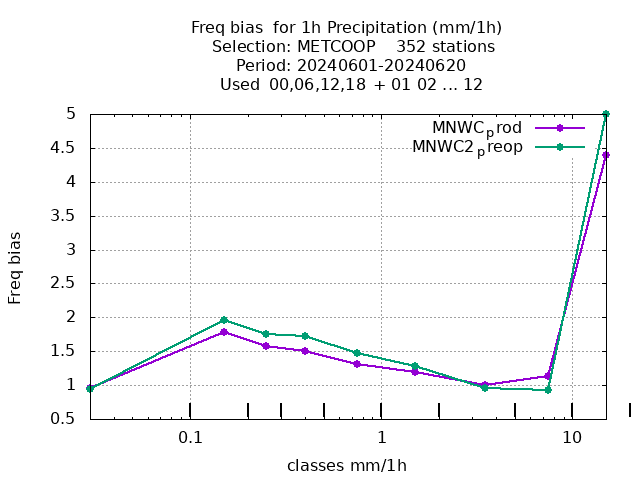 Freq bias  for 1h Precipitation (mm/1h)
Selection: METCOOP    352 stations
Period: 20240601-20240620
Used  00,06,12,18  + 01 02 ... 12
MNWCprod
MNWC2preop
5
4.5
4
3.5
3
2.5
2
1.5
1
0.5
Freq bias
0.1 1 10
classes mm/1h